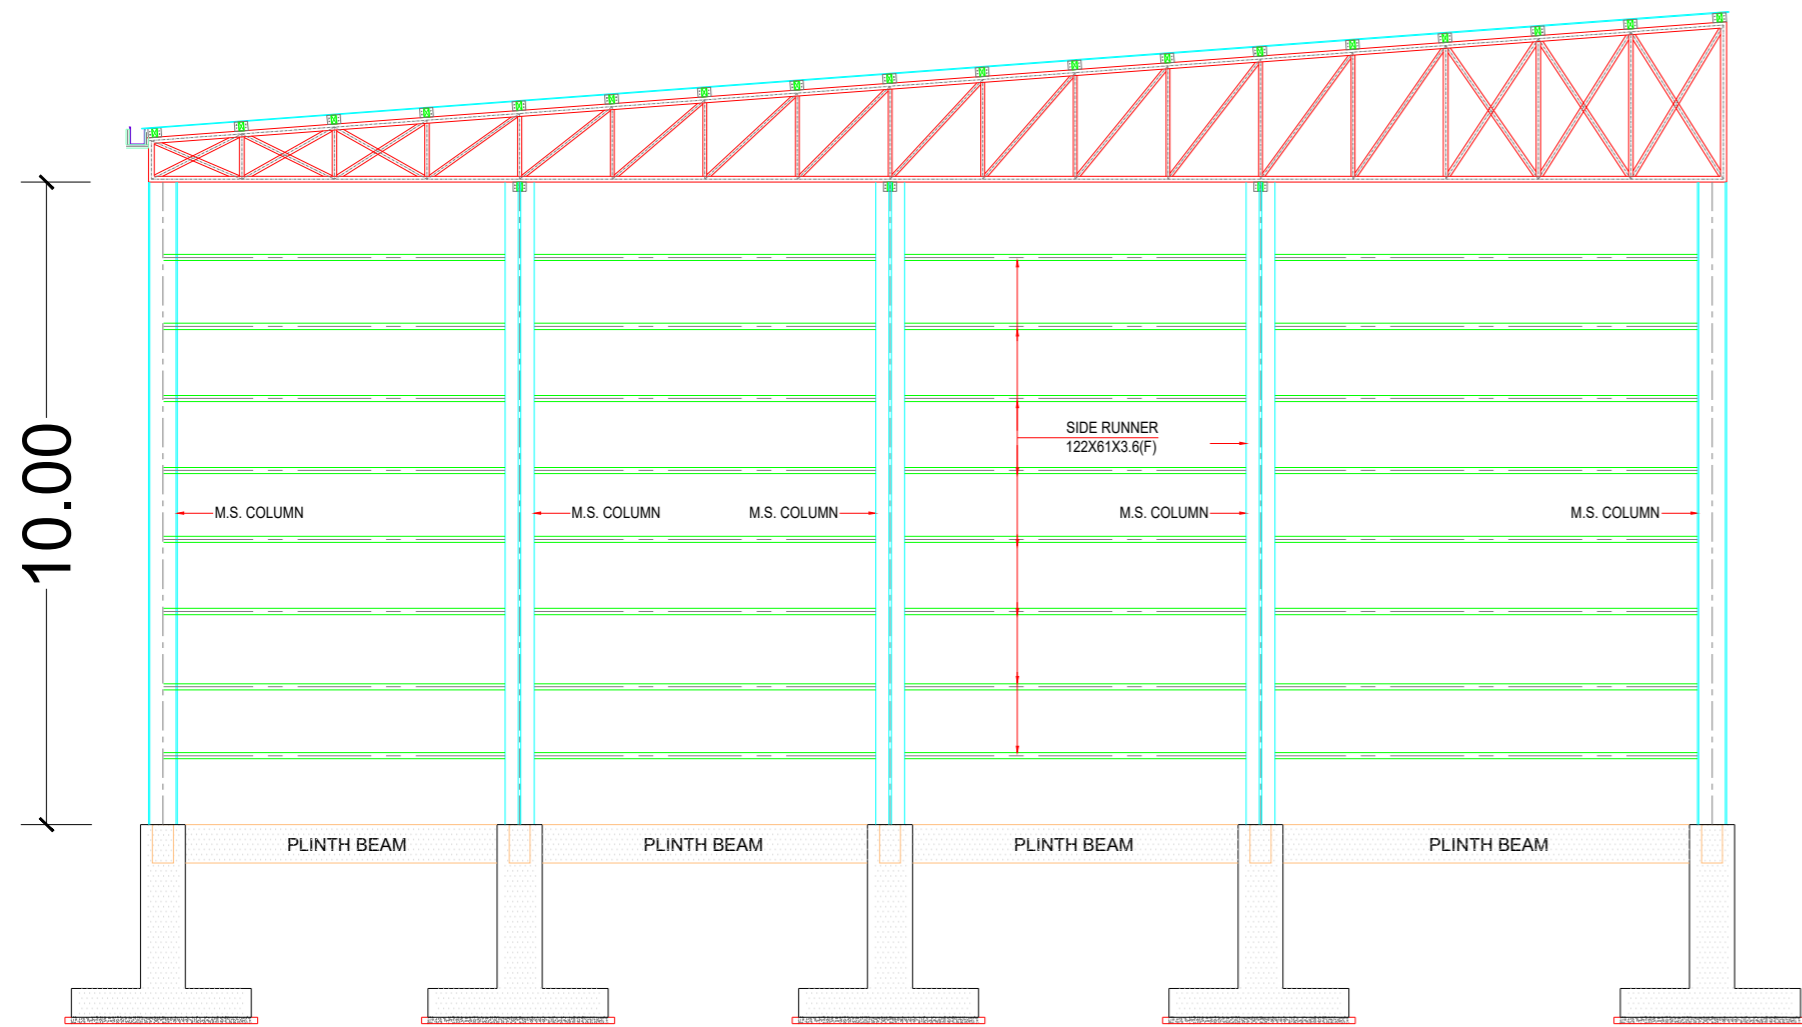 SIDE RUNNER
122X61X3.6(F)
10.00
M.S. COLUMN
M.S. COLUMN
M.S. COLUMN
M.S. COLUMN
M.S. COLUMN
PLINTH BEAM
PLINTH BEAM
PLINTH BEAM
PLINTH BEAM